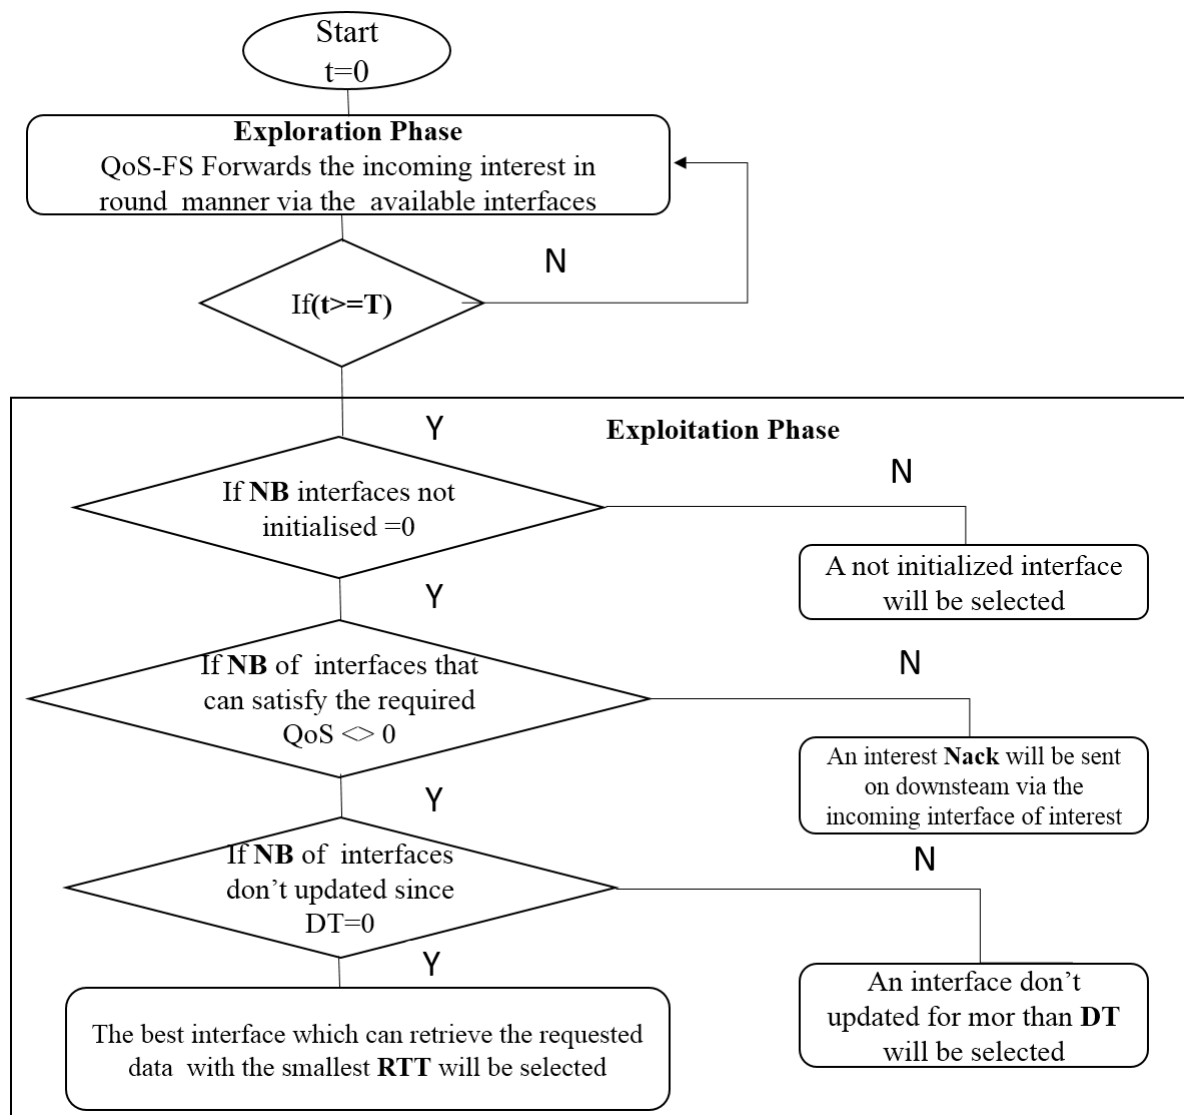 Start
t=0
Exploration Phase
QoS-FS Forwards the incoming interest in
round manner via the available interfaces
N
If(t>=T)
Y
Exploitation Phase
N
If NB interfaces not
initialised =0
A not initialized interface
will be selected
Y
N
If NB of interfaces that
can satisfy the required
QoS <> 0
An interest Nack will be sent
on downsteam via the
incoming interface of interest
Y
N
If NB of interfaces
don’t updated since
DT=0
Y
An interface don’t
updated for mor than DT
will be selected
The best interface which can retrieve the requested
data with the smallest RTT will be selected